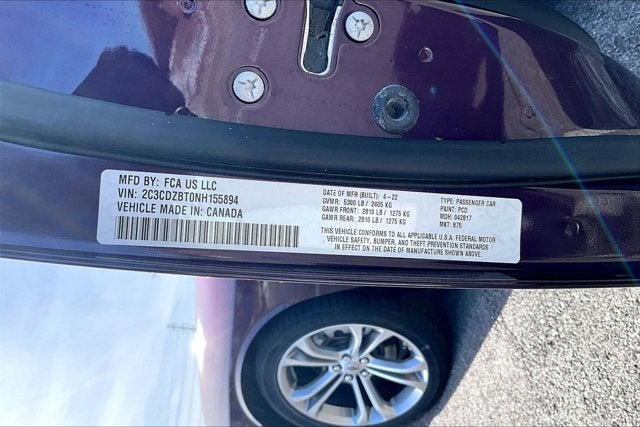 MFD BY: FCA US LLC
VIN: 2C3CDZBT0NH155894
VEHICLE MADE IN: CANADA
DATE OF MFR (BUILT): 4-22
GVWR: 5300 LB / 2405 KG
GAWR FRONT: 2810 LB / 1275 KG
GAWR REAR: 2810 LB / 1275 KG
TYPE: PASSENGER CAR
PAINT: PCD
MDH: 042817
MKT: 875
THIS VEHICLE CONFORMS TO ALL APPLICABLE U.S.A. FEDERAL MOTOR
VEHICLE SAFETY, BUMPER, AND THEFT PREVENTION STANDARDS
IN EFFECT ON THE DATE OF MANUFACTURE SHOWN ABOVE.